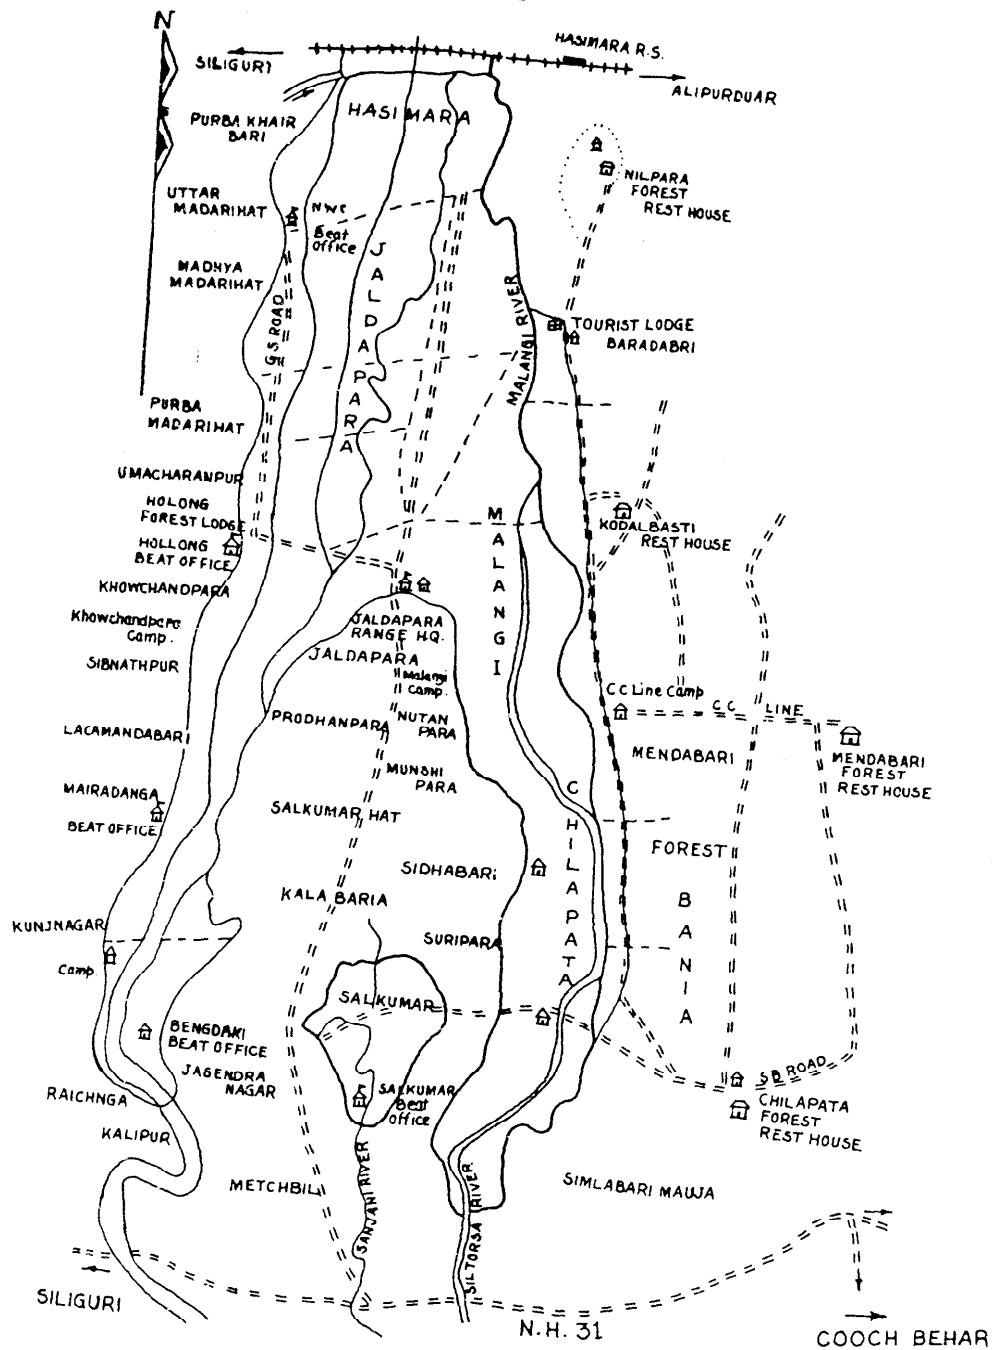 N
HASIMARA R.S.
SILIGURI
ALIPURDUAR
HASIMARA
PURBA KHAIR
BARI
NILPARA
FOREST
REST HOUSE
UTTAR
MADARIHAT
NWC
Beat
Office
JALDAPARA
MADHYA
MADARIHAT
G.S ROAD
MALANGI RIVER
TOURIST LODGE
BARADABRI
PURBA
MADARIHAT
UMACHARANPUR
HOLONG
FOREST LODGE
HOLLONG
BEAT OFFICE
MALANGI
KODALBASTI
REST HOUSE
KHOWCHANDPARA
Khowchandpara
Camp.
JALDAPARA
RANGE H.Q.
SIBNATHPUR
JALDAPARA
Malangi
Camp.
CC Line Camp
C C LINE
LACAMANDABARI
PRODHANPARA
NUTAN
PARA
MENDABARI
MENDABARI
FOREST
REST HOUSE
MUNSHI
PARA
MAIRADANGA
BEAT OFFICE
SALKUMAR HAT
CHILAPATA
FOREST
SIDHABARI
KALA BARIA
BANIA
KUNJNAGAR
Camp
SURIPARA
SALKUMAR
BENGDAKI
BEAT OFFICE
JAGENDRA
NAGAR
SALKUMAR
Beat
Office
S B ROAD
CHILAPATA
FOREST
REST HOUSE
RAICHNGA
KALIPUR
METCHBIL
SANJANI RIVER
SILTORSA RIVER
SIMLABARI MAUJA
SILIGURI
N.H. 31
COOCH BEHAR